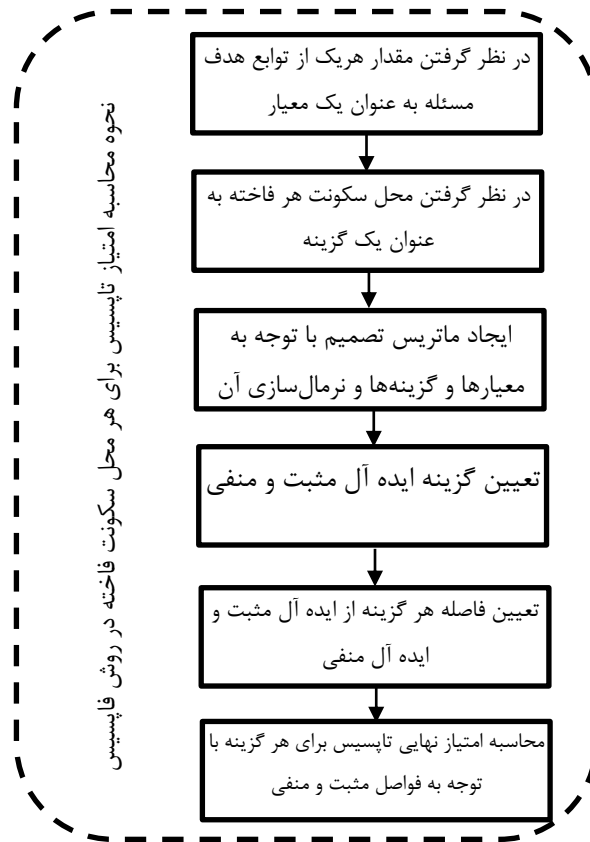 نحوه محاسبه امتیاز تاپسیس برای هر محل سکونت فاخته در روش فاپسیس
در نظر گرفتن مقدار هریک از توابع هدف
مسئله به عنوان یک معیار
در نظر گرفتن محل سکونت هر فاخته به
عنوان یک گزینه
ایجاد ماتریس تصمیم با توجه به
معیارها و گزینه‌ها و نرمال‌سازی آن
تعیین گزینه ایده آل مثبت و منفی
تعیین فاصله هر گزینه از ایده آل مثبت و
ایده آل منفی
محاسبه امتیاز نهایی تاپسیس برای هر گزینه با
توجه به فواصل مثبت و منفی